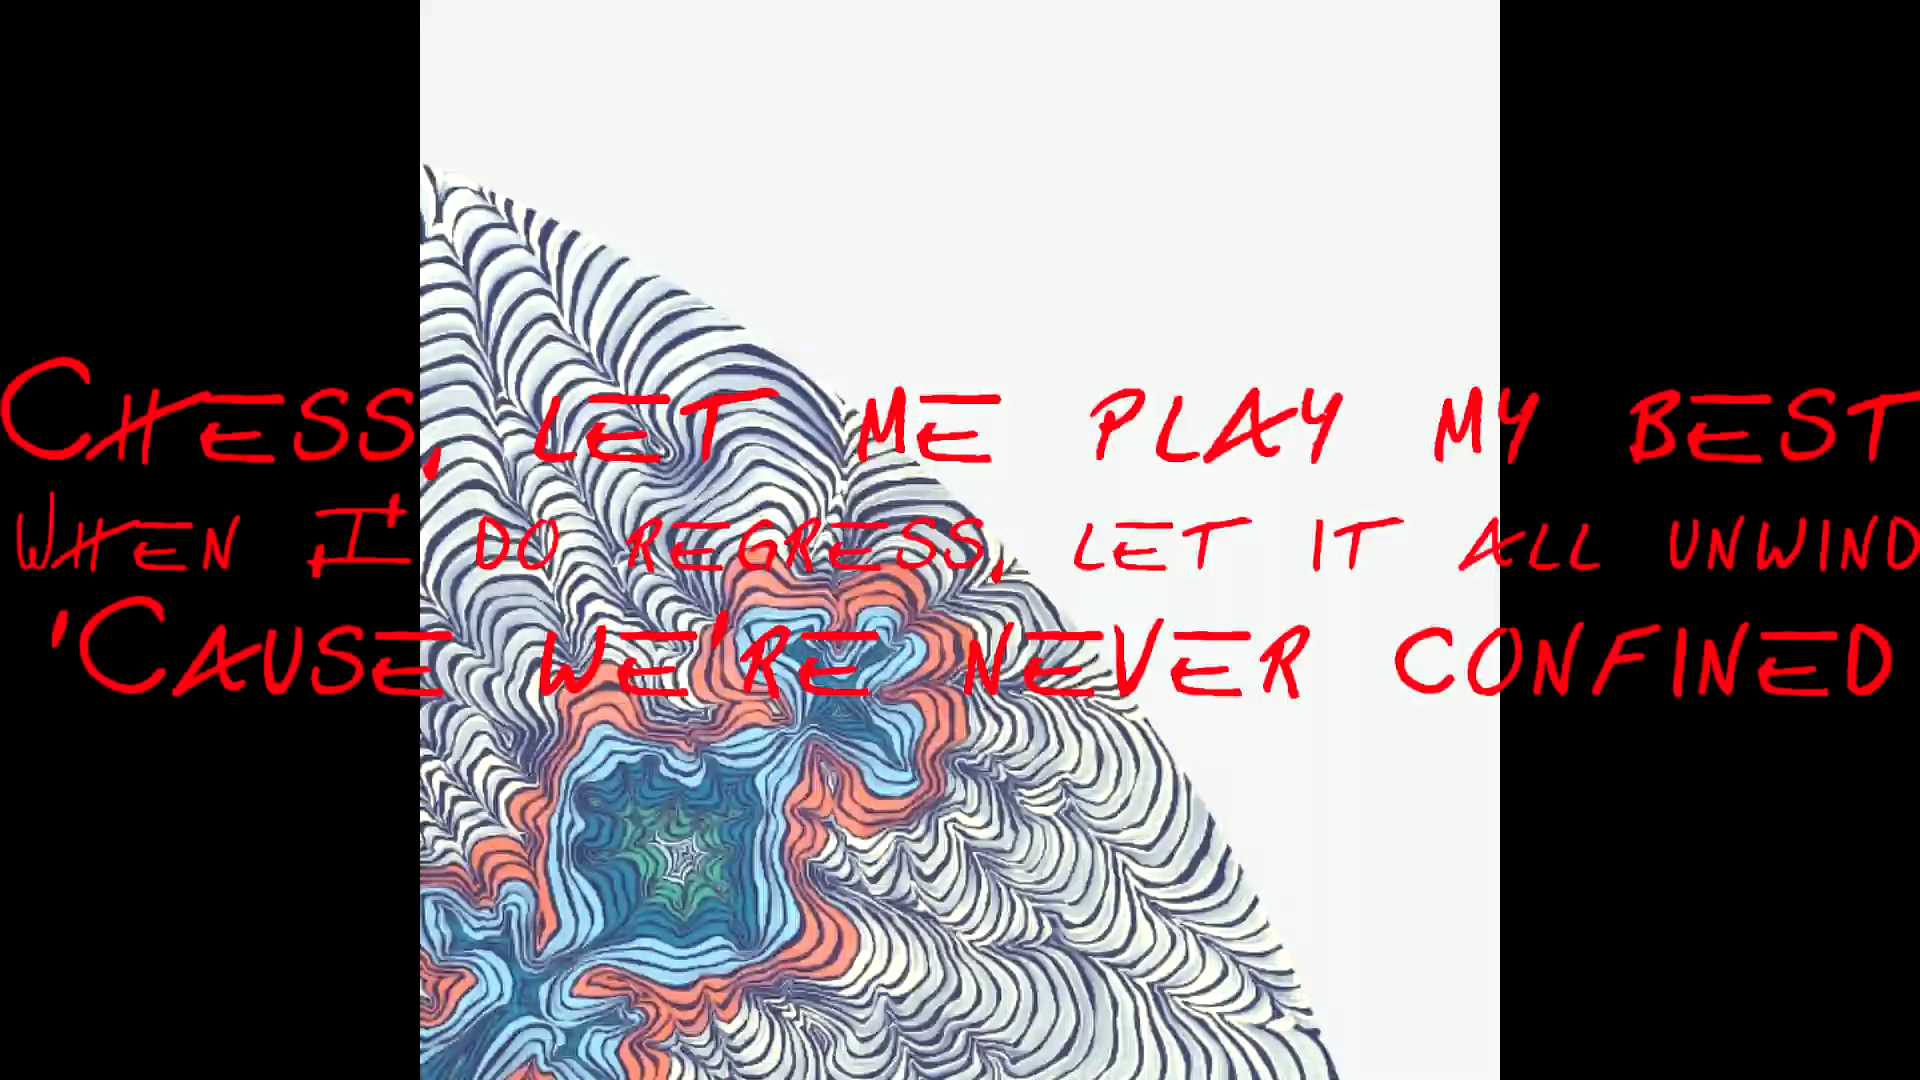 Chess, let me play my best
When I do regress, let it all unwind
'Cause we're never confined